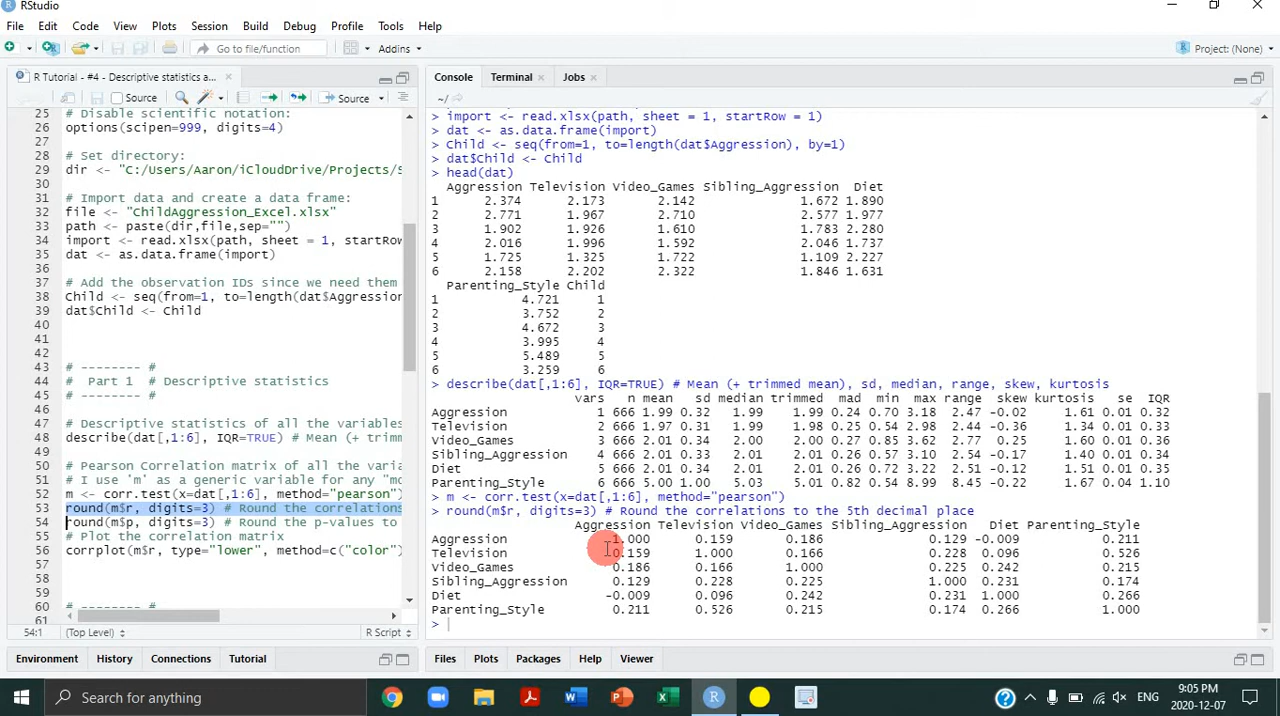 RStudio
File Edit Code View Plots Session Build Debug Profile Tools Help
Go to file/function Addins Project: (None)
R Tutorial - #4 - Descriptive statistics a...
Source Source
25 # Disable scientific notation:
26 options(scipen=999, digits=4)
27
28 # Set directory:
29 dir <- "C:/Users/Aaron/iCloudDrive/Projects/S
30
31 # Import data and create a data frame:
32 file <- "ChildAggression_Excel.xlsx"
33 path <- paste(dir,file,sep="")
34 import <- read.xlsx(path, sheet = 1, startRow
35 dat <- as.data.frame(import)
36
37 # Add the observation IDs since we need them
38 Child <- seq(from=1, to=length(dat$Aggression
39 dat$Child <- Child
40
41
42
43 # -------- #
44 # Part 1 # Descriptive statistics
45 # -------- #
46
47 # Descriptive statistics of all the variables
48 describe(dat[,1:6], IQR=TRUE) # Mean (+ trimm
49
50 # Pearson Correlation matrix of all the varia
51 # I use 'm' as a generic variable for any "mo
52 m <- corr.test(x=dat[,1:6], method="pearson")
53 round(m$r, digits=3) # Round the correlations
54 round(m$p, digits=3) # Round the p-values to
55 # Plot the correlation matrix
56 corrplot(m$r, type="lower", method=c("color")
57
58
59 # -------- #
60
54:1 (Top Level) R Script
Environment History Connections Tutorial
Console Terminal Jobs
~/
> import <- read.xlsx(path, sheet = 1, startRow = 1)
> dat <- as.data.frame(import)
> Child <- seq(from=1, to=length(dat$Aggression), by=1)
> dat$Child <- Child
> head(dat)
Aggression Television Video_Games Sibling_Aggression Diet
1 2.374 2.173 2.142 1.672 1.890
2 2.771 1.967 2.710 2.577 1.977
3 1.902 1.926 1.610 1.783 2.280
4 2.016 1.996 1.592 2.046 1.737
5 1.725 1.325 1.722 1.109 2.227
6 2.158 2.202 2.322 1.846 1.631
Parenting_Style Child
1 4.721 1
2 3.752 2
3 4.672 3
4 3.995 4
5 5.489 5
6 3.259 6
> describe(dat[,1:6], IQR=TRUE) # Mean (+ trimmed mean), sd, median, range, skew, kurtosis
vars n mean sd median trimmed mad min max range skew kurtosis se IQR
Aggression 1 666 1.99 0.32 1.99 1.99 0.24 0.70 3.18 2.47 -0.02 1.61 0.01 0.32
Television 2 666 1.97 0.31 1.99 1.98 0.25 0.54 2.98 2.44 -0.36 1.34 0.01 0.33
Video_Games 3 666 2.01 0.34 2.00 2.00 0.27 0.85 3.62 2.77 0.25 1.60 0.01 0.36
Sibling_Aggression 4 666 2.01 0.33 2.01 2.01 0.26 0.57 3.10 2.54 -0.17 1.40 0.01 0.34
Diet 5 666 2.01 0.34 2.01 2.01 0.28 0.72 3.22 2.51 -0.12 1.51 0.01 0.35
Parenting_Style 6 666 5.00 1.00 5.03 5.01 0.82 0.54 8.99 8.45 -0.22 1.67 0.04 1.10
> m <- corr.test(x=dat[,1:6], method="pearson")
> round(m$r, digits=3) # Round the correlations to the 5th decimal place
Aggression Television Video_Games Sibling_Aggression Diet Parenting_Style
Aggression 1.000 0.159 0.186 0.129 -0.009 0.211
Television 0.159 1.000 0.166 0.228 0.096 0.526
Video_Games 0.186 0.166 1.000 0.225 0.242 0.215
Sibling_Aggression 0.129 0.228 0.225 1.000 0.231 0.174
Diet -0.009 0.096 0.242 0.231 1.000 0.266
Parenting_Style 0.211 0.526 0.215 0.174 0.266 1.000
>
Files Plots Packages Help Viewer
Search for anything
ENG
9:05 PM
2020-12-07